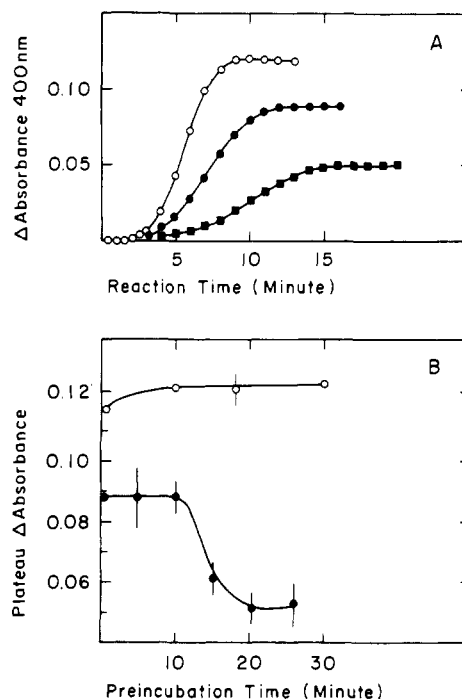 A
Δ Absorbance 400nm
0.10
0.05
5 10 15
Reaction Time (Minute)
B
Plateau Δ Absorbance
0.12
0.10
0.08
0.06
10 20 30
Preincubation Time (Minute)